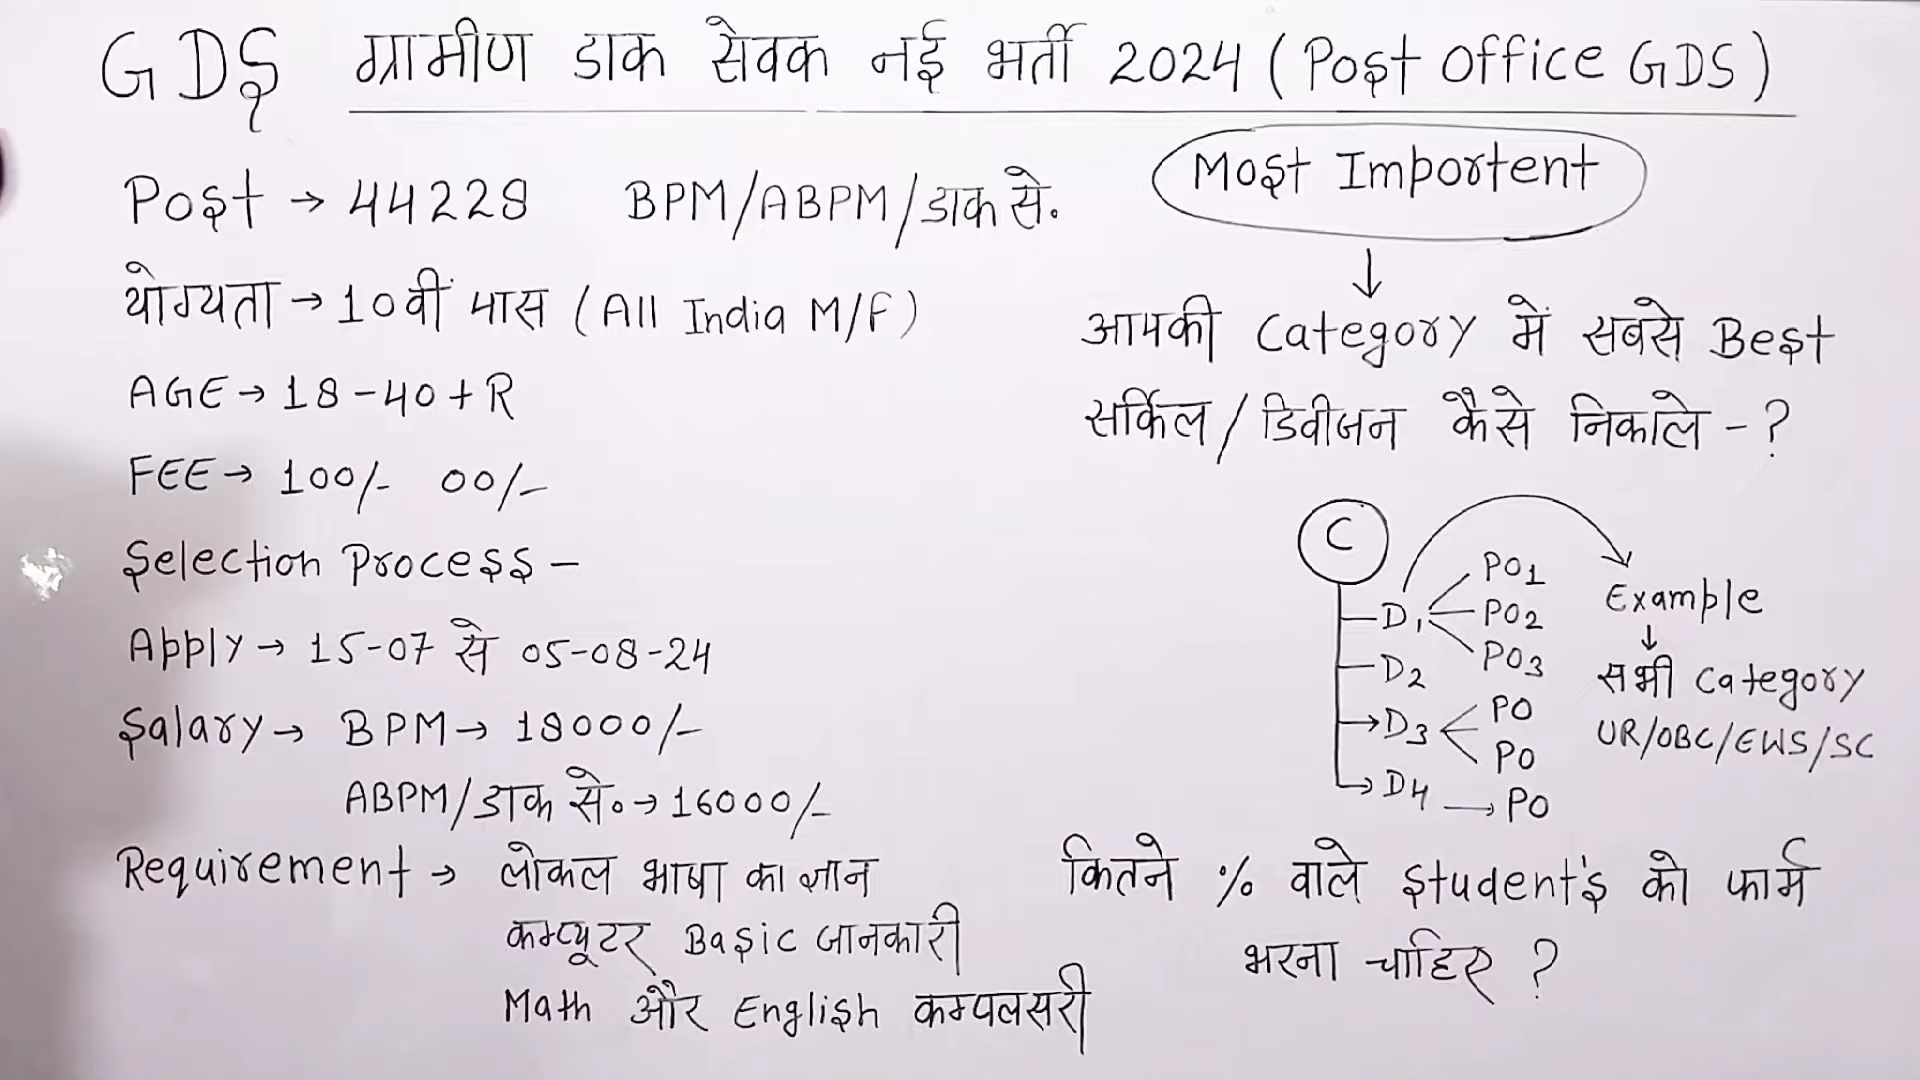 GDS ग्रामीण डाक सेवक नई भर्ती 2024 (Post Office GDS)
Post → 44228 BPM/ABPM/डाक से.
योग्यता → 10वीं पास (All India M/F)
AGE → 18-40+R
FEE → 100/- 00/-
Selection Process -
Apply → 15-07 से 05-08-24
Salary → BPM → 18000/-
ABPM/डाक से. → 16000/-
Requirement → लोकल भाषा का ज्ञान
कम्प्यूटर Basic जानकारी
Math और English कम्पलसरी
Most Importent
↓
आपकी Category में सबसे Best
सर्किल/डिवीजन कैसे निकाले - ?
C
D1 PO1
PO2
PO3
D2
→ D3 PO
PO
→ D4 → PO
Example
↓
सभी Category
UR/OBC/EWS/SC
कितने % वाले Student's को फार्म
भरना चाहिए ?